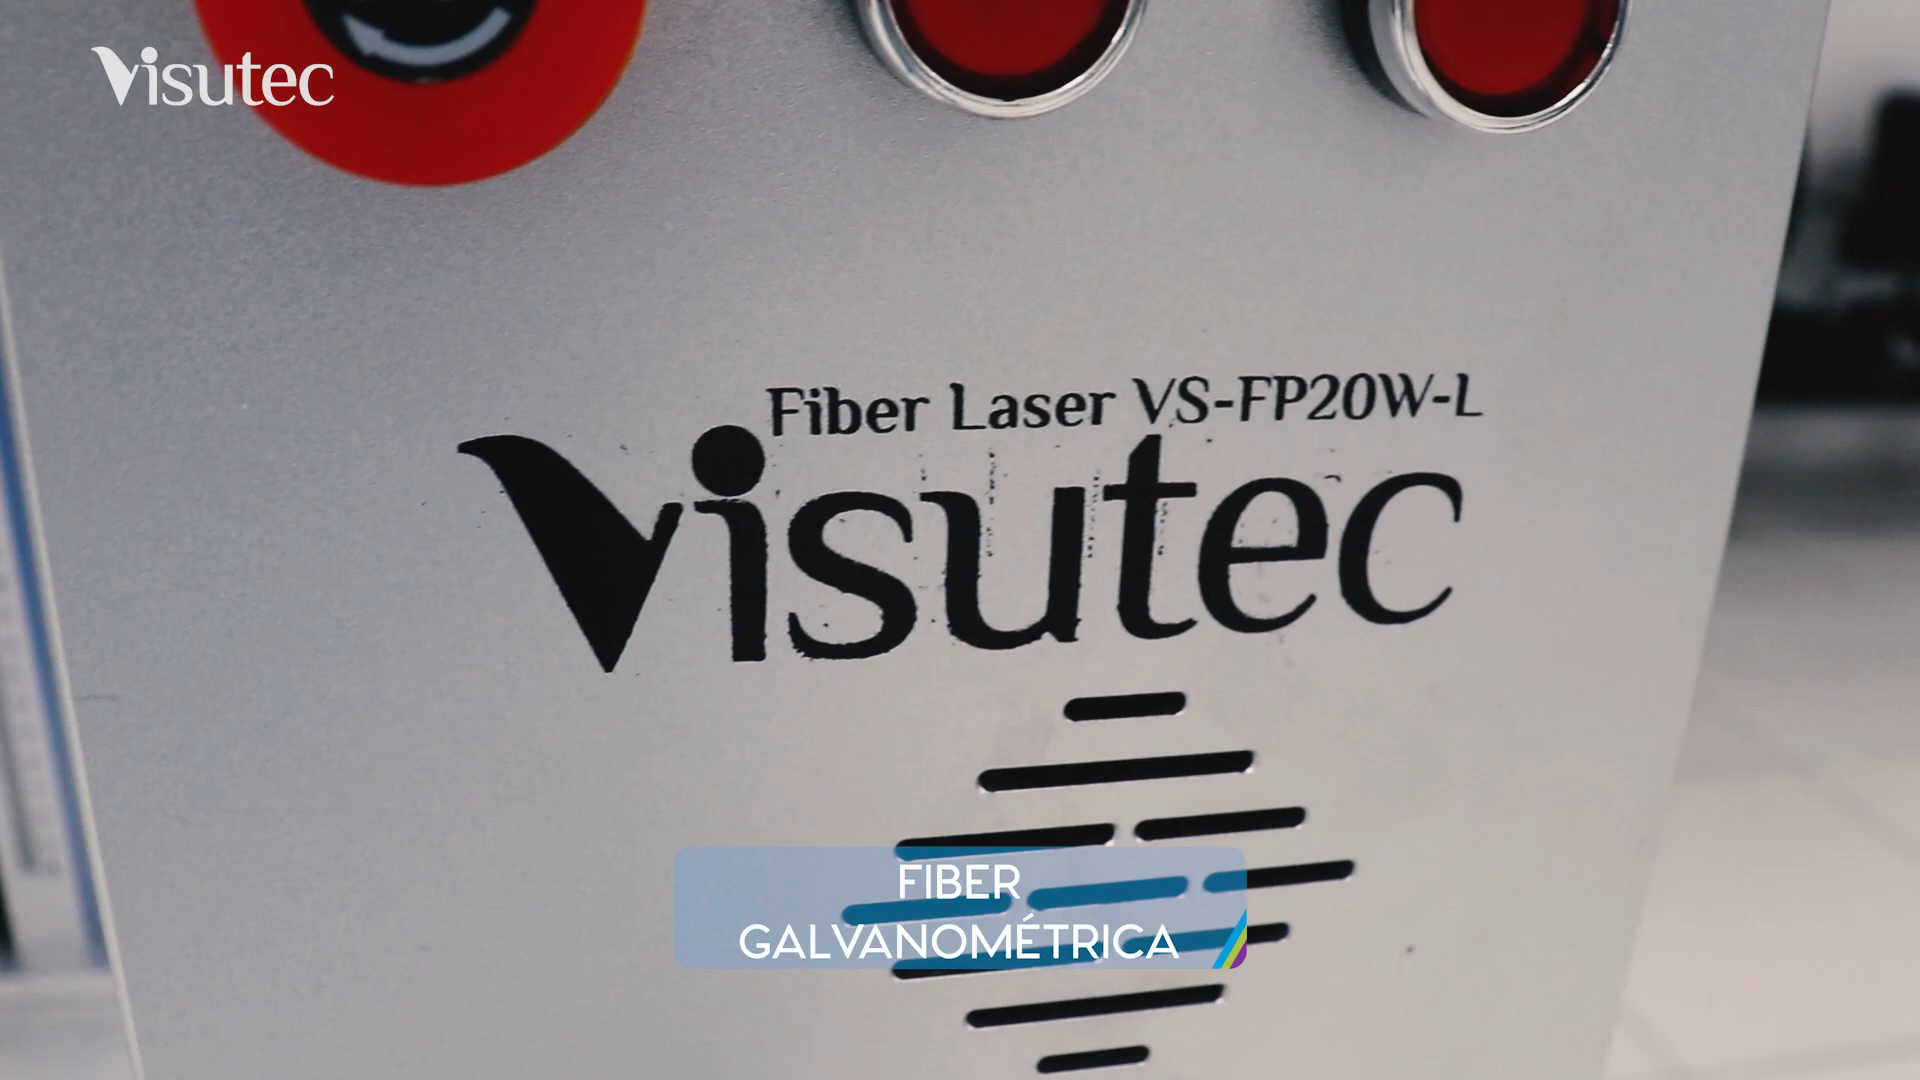 Visutec
Fiber Laser VS-FP20W-L
Visutec
FIBER
GALVANOMÉTRICA